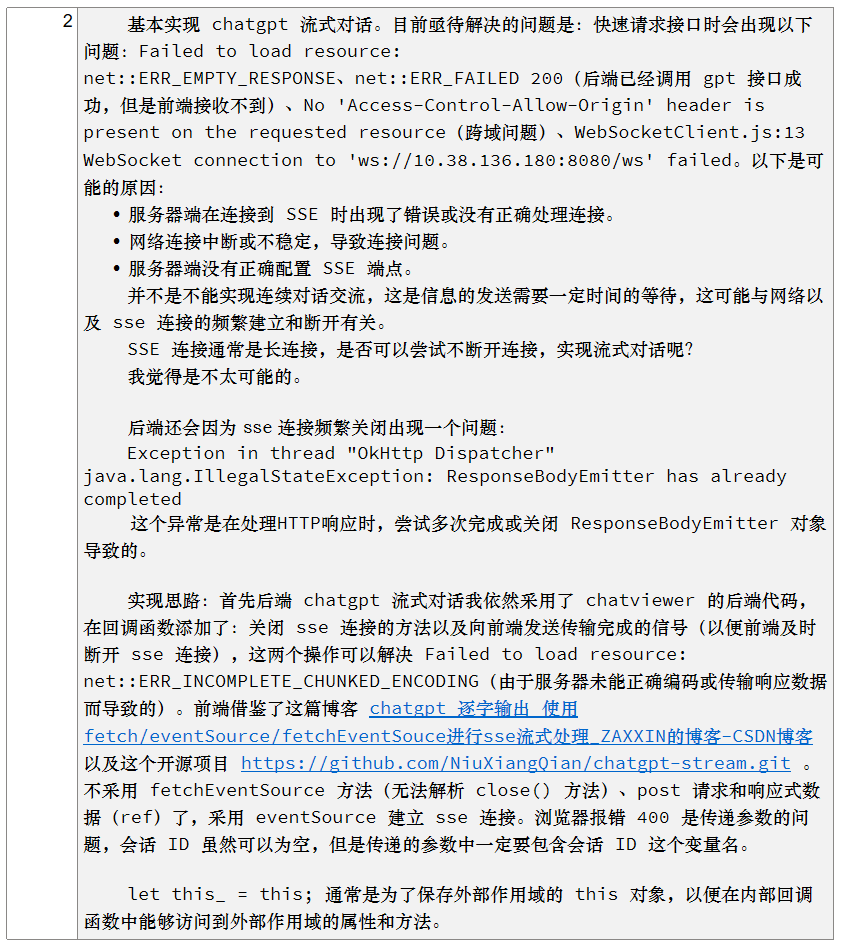 2
基本实现 chatgpt 流式对话。目前亟待解决的问题是：快速请求接口时会出现以下
问题：Failed to load resource:
net::ERR_EMPTY_RESPONSE、net::ERR_FAILED 200（后端已经调用 gpt 接口成
功，但是前端接收不到）、No 'Access-Control-Allow-Origin' header is
present on the requested resource（跨域问题）、WebSocketClient.js:13
WebSocket connection to 'ws://10.38.136.180:8080/ws' failed。以下是可
能的原因：
• 服务器端在连接到 SSE 时出现了错误或没有正确处理连接。
• 网络连接中断或不稳定，导致连接问题。
• 服务器端没有正确配置 SSE 端点。
并不是不能实现连续对话交流，这是信息的发送需要一定时间的等待，这可能与网络以
及 sse 连接的频繁建立和断开有关。
SSE 连接通常是长连接，是否可以尝试不断开连接，实现流式对话呢？
我觉得是不太可能的。
后端还会因为 sse 连接频繁关闭出现一个问题：
Exception in thread "OkHttp Dispatcher"
java.lang.IllegalStateException: ResponseBodyEmitter has already
completed
这个异常是在处理HTTP响应时，尝试多次完成或关闭 ResponseBodyEmitter 对象
导致的。
实现思路：首先后端 chatgpt 流式对话我依然采用了 chatviewer 的后端代码，
在回调函数添加了：关闭 sse 连接的方法以及向前端发送传输完成的信号（以便前端及时
断开 sse 连接），这两个操作可以解决 Failed to load resource:
net::ERR_INCOMPLETE_CHUNKED_ENCODING（由于服务器未能正确编码或传输响应数据
而导致的）。前端借鉴了这篇博客 chatgpt 逐字输出 使用
fetch/eventSource/fetchEventSouce进行sse流式处理_ZAXXIN的博客-CSDN博客
以及这个开源项目 https://github.com/NiuXiangQian/chatgpt-stream.git 。
不采用 fetchEventSource 方法（无法解析 close() 方法）、post 请求和响应式数
据（ref）了，采用 eventSource 建立 sse 连接。浏览器报错 400 是传递参数的问
题，会话 ID 虽然可以为空，但是传递的参数中一定要包含会话 ID 这个变量名。
let this_ = this; 通常是为了保存外部作用域的 this 对象，以便在内部回调
函数中能够访问到外部作用域的属性和方法。